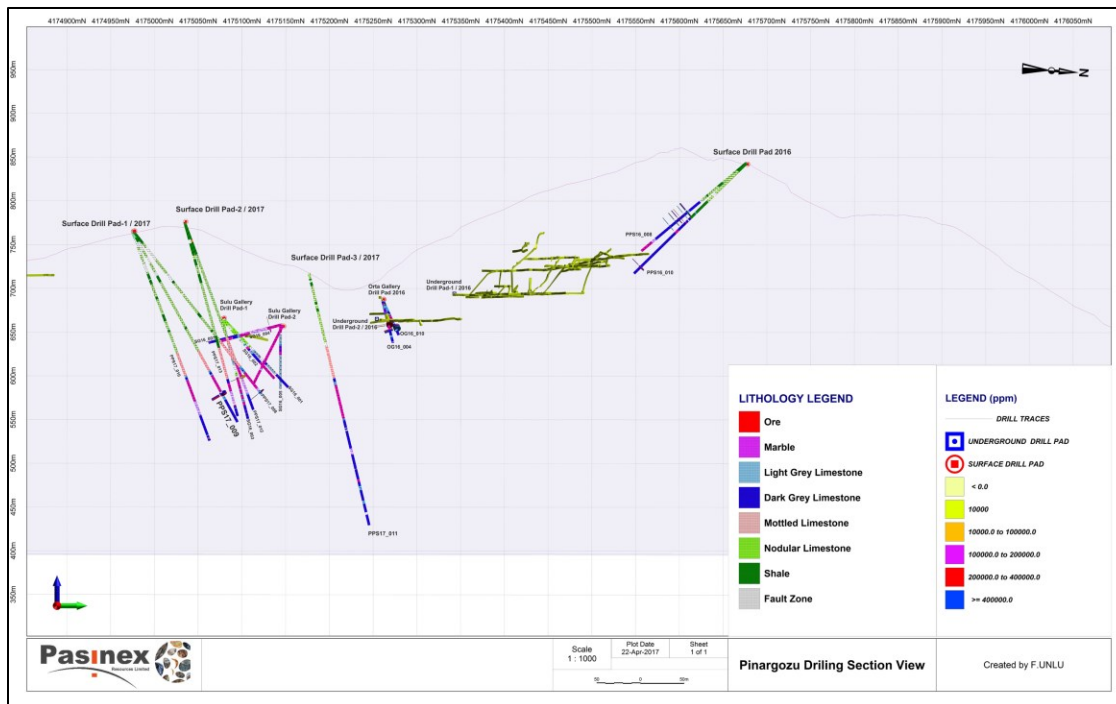 4174900mN 4174950mN 4175000mN 4175050mN 4175100mN 4175150mN 4175200mN 4175250mN 4175300mN 4175350mN 4175400mN 4175450mN 4175500mN 4175550mN 4175600mN 4175650mN 4175700mN 4175750mN 4175800mN 4175850mN 4175900mN 4175950mN 4176000mN 4176050mN
950m
900m
850m
800m
750m
700m
650m
600m
550m
500m
450m
400m
350m
N
Surface Drill Pad 2016
Surface Drill Pad-1 / 2017
Surface Drill Pad-2 / 2017
Surface Drill Pad-3 / 2017
Sulu Gallery
Drill Pad-1
Sulu Gallery
Drill Pad-2
Orta Gallery
Drill Pad 2016
Underground
Drill Pad-1 / 2016
Underground
Drill Pad-2 / 2016
PPS16_010
OG16_010
OG16_004
PPS17_010
PPS17_009
PPS17_011
LITHOLOGY LEGEND
Ore
Marble
Light Grey Limestone
Dark Grey Limestone
Mottled Limestone
Nodular Limestone
Shale
Fault Zone
LEGEND (ppm)
DRILL TRACES
UNDERGROUND DRILL PAD
SURFACE DRILL PAD
< 0.0
10000
10000.0 to 100000.0
100000.0 to 200000.0
200000.0 to 400000.0
>= 400000.0
Pasinex
Resources Limited
Scale
1 : 1000
Plot Date
22-Apr-2017
Sheet
1 of 1
50 0 50m
Pinargozu Driling Section View
Created by F.UNLU